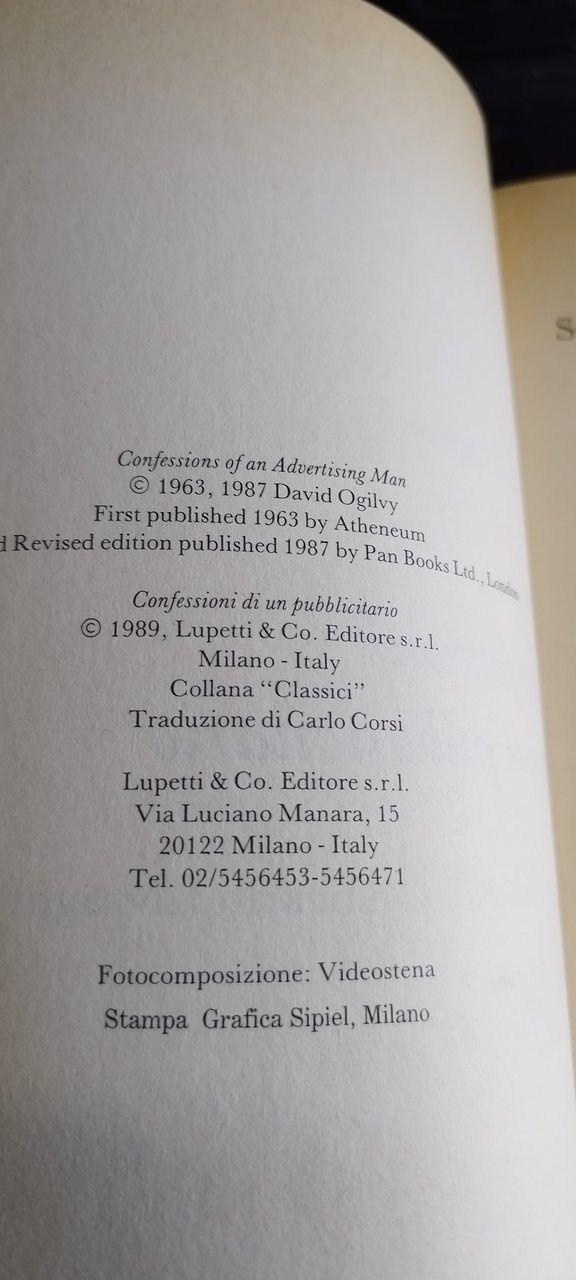 Confessions of an Advertising Man
© 1963, 1987 David Ogilvy
First published 1963 by Atheneum
Revised edition published 1987 by Pan Books Ltd., London
Confessioni di un pubblicitario
© 1989, Lupetti & Co. Editore s.r.l.
Milano - Italy
Collana “Classici”
Traduzione di Carlo Corsi
Lupetti & Co. Editore s.r.l.
Via Luciano Manara, 15
20122 Milano - Italy
Tel. 02/5456453-5456471
Fotocomposizione: Videostena
Stampa Grafica Sipiel, Milano